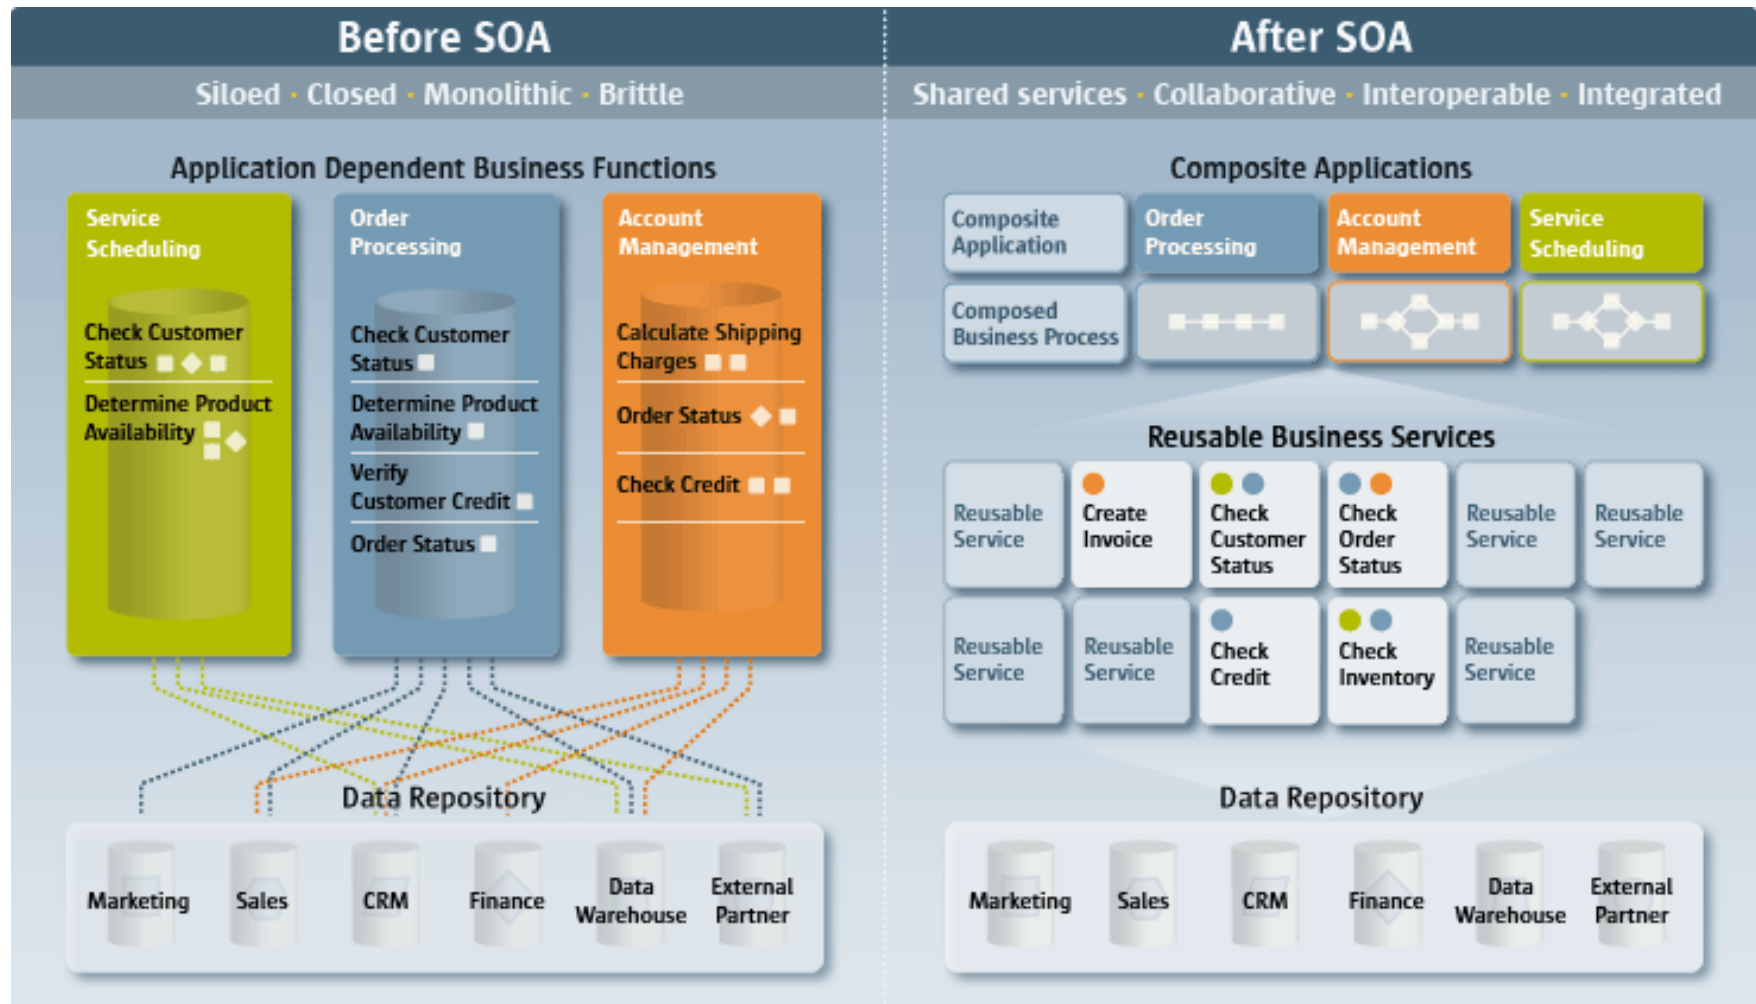 Before SOA
Siloed · Closed · Monolithic · Brittle
Application Dependent Business Functions
Service
Scheduling
Check Customer
Status
Determine Product
Availability
Order
Processing
Check Customer
Status
Determine Product
Availability
Verify
Customer Credit
Order Status
Account
Management
Calculate Shipping
Charges
Order Status
Check Credit
Data Repository
Marketing
Sales
CRM
Finance
Data
Warehouse
External
Partner
After SOA
Shared services · Collaborative · Interoperable · Integrated
Composite Applications
Composite
Application
Order
Processing
Account
Management
Service
Scheduling
Composed
Business Process
Reusable Business Services
Reusable
Service
Create
Invoice
Check
Customer
Status
Check
Order
Status
Reusable
Service
Reusable
Service
Reusable
Service
Reusable
Service
Check
Credit
Check
Inventory
Reusable
Service
Data Repository
Marketing
Sales
CRM
Finance
Data
Warehouse
External
Partner